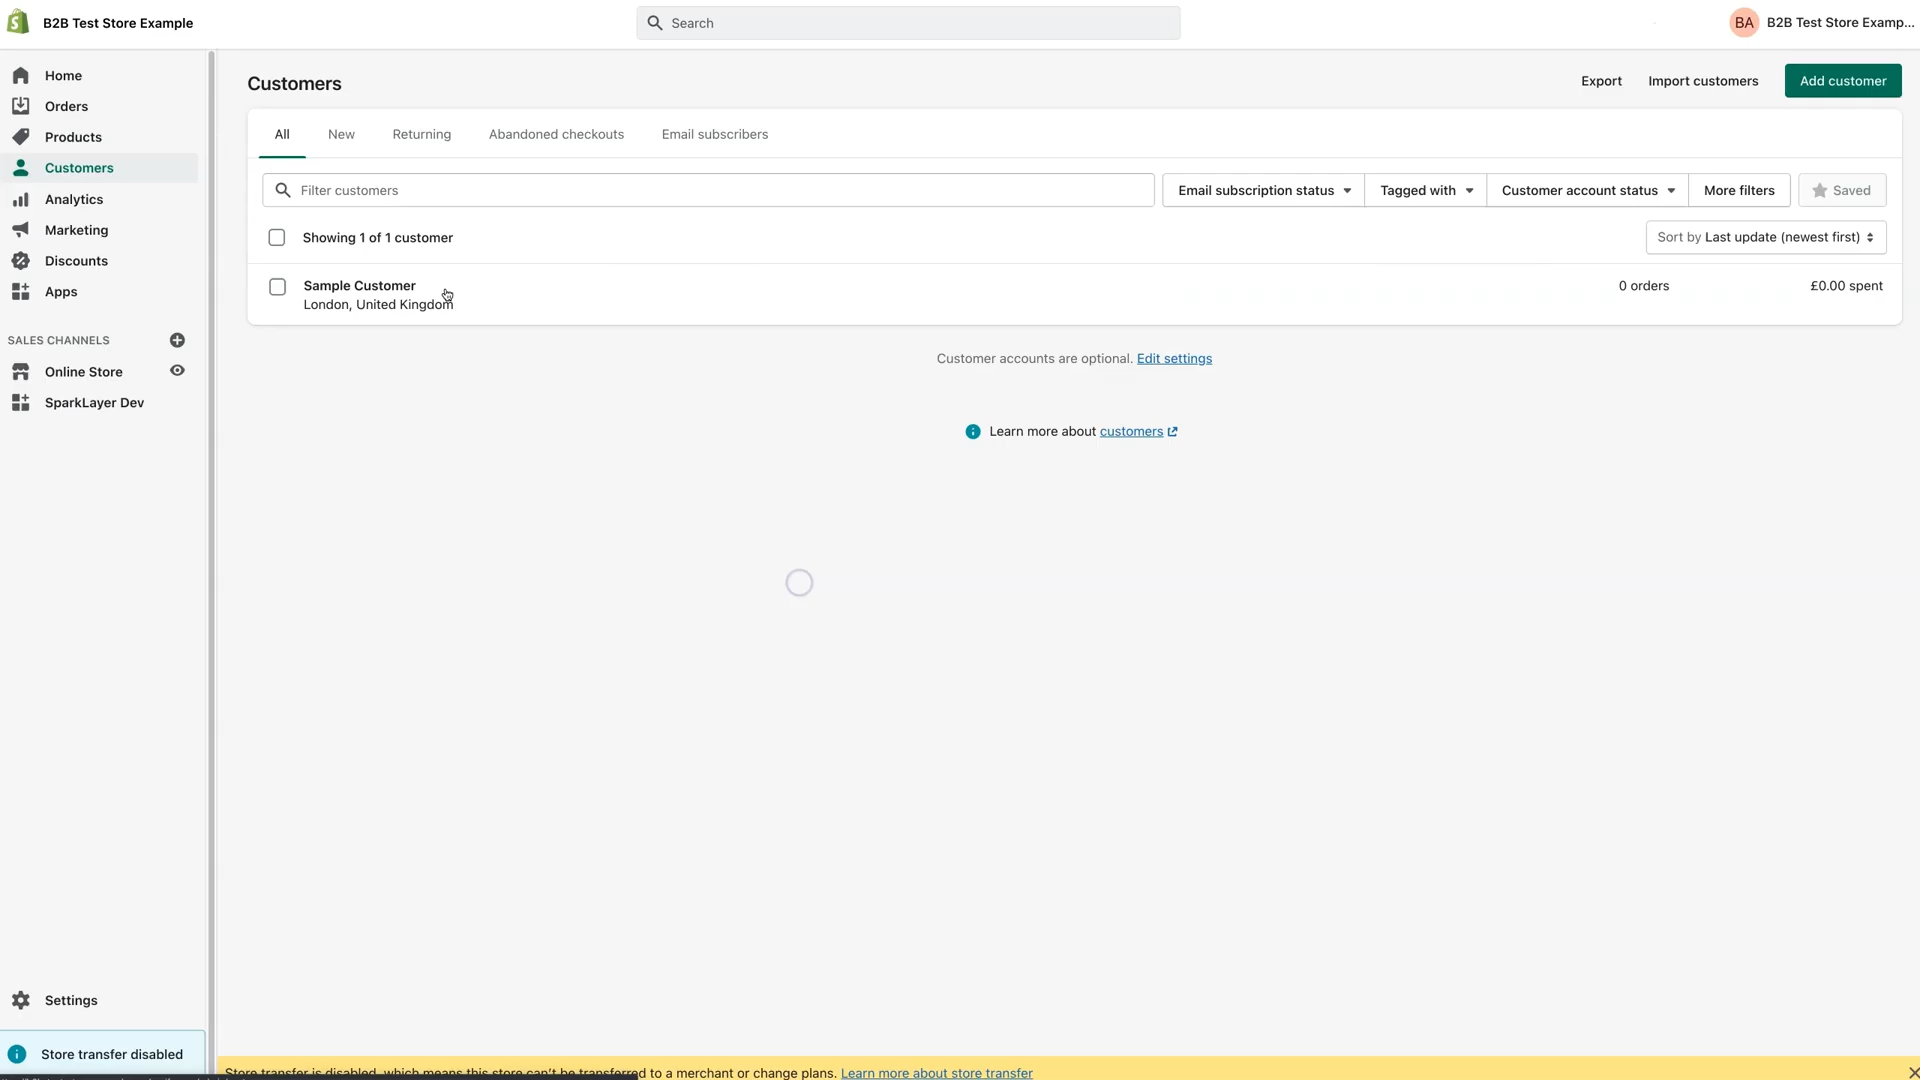 B2B Test Store Example
Search
BA
B2B Test Store Examp...
Home
Orders
Products
Customers
Analytics
Marketing
Discounts
Apps
SALES CHANNELS
Online Store
SparkLayer Dev
Settings
Store transfer disabled
Customers
Export
Import customers
Add customer
All
New
Returning
Abandoned checkouts
Email subscribers
Filter customers
Email subscription status
Tagged with
Customer account status
More filters
Saved
Showing 1 of 1 customer
Sort by Last update (newest first)
Sample Customer
London, United Kingdom
0 orders
£0.00 spent
Customer accounts are optional. Edit settings
Learn more about customers
Store transfer is disabled, which means this store can't be transferred to a merchant or change plans. Learn more about store transfer